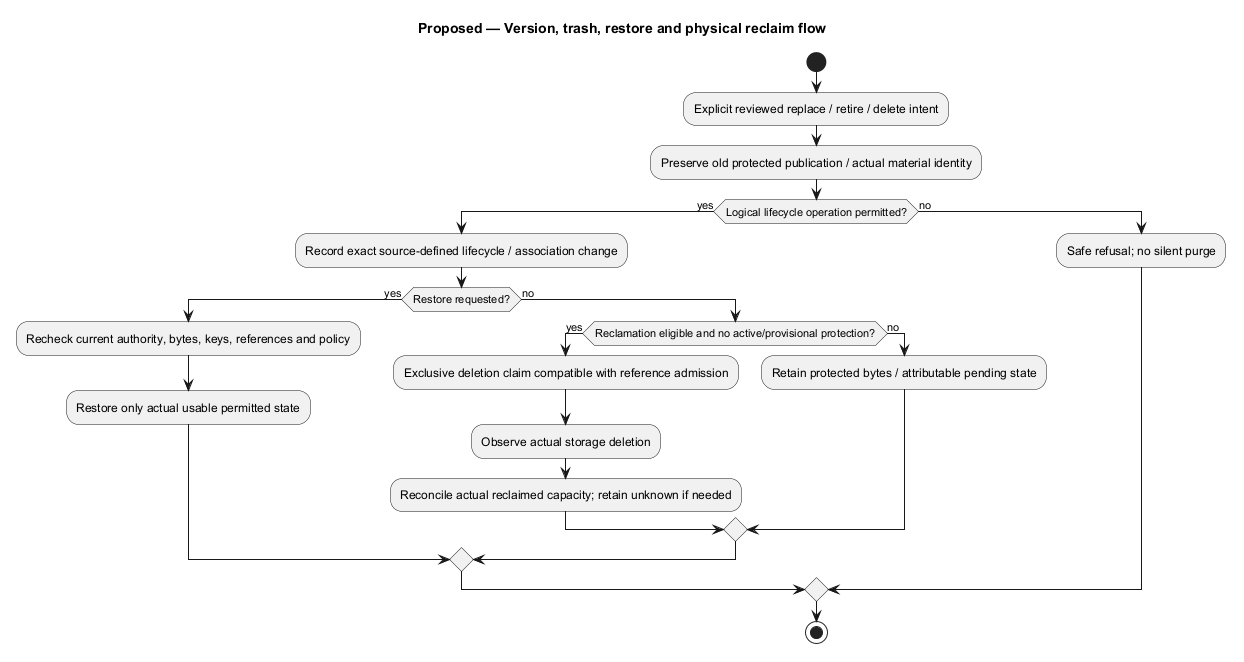 Proposed — Version, trash, restore and physical reclaim flow
Explicit reviewed replace / retire / delete intent
Preserve old protected publication / actual material identity
yes
Logical lifecycle operation permitted?
no
Record exact source-defined lifecycle / association change
Safe refusal; no silent purge
yes
Restore requested?
no
Recheck current authority, bytes, keys, references and policy
yes
Reclamation eligible and no active/provisional protection?
no
Exclusive deletion claim compatible with reference admission
Retain protected bytes / attributable pending state
Restore only actual usable permitted state
Observe actual storage deletion
Reconcile actual reclaimed capacity; retain unknown if needed